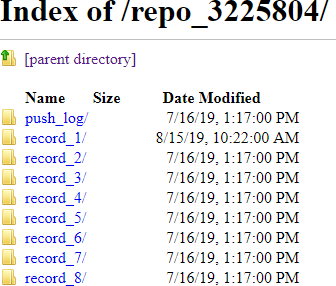 Index of /repo_3225804/
[parent directory]
Name Size Date Modified
push_log/ 7/16/19, 1:17:00 PM
record_1/ 8/15/19, 10:22:00 AM
record_2/ 7/16/19, 1:17:00 PM
record_3/ 7/16/19, 1:17:00 PM
record_4/ 7/16/19, 1:17:00 PM
record_5/ 7/16/19, 1:17:00 PM
record_6/ 7/16/19, 1:17:00 PM
record_7/ 7/16/19, 1:17:00 PM
record_8/ 7/16/19, 1:17:00 PM